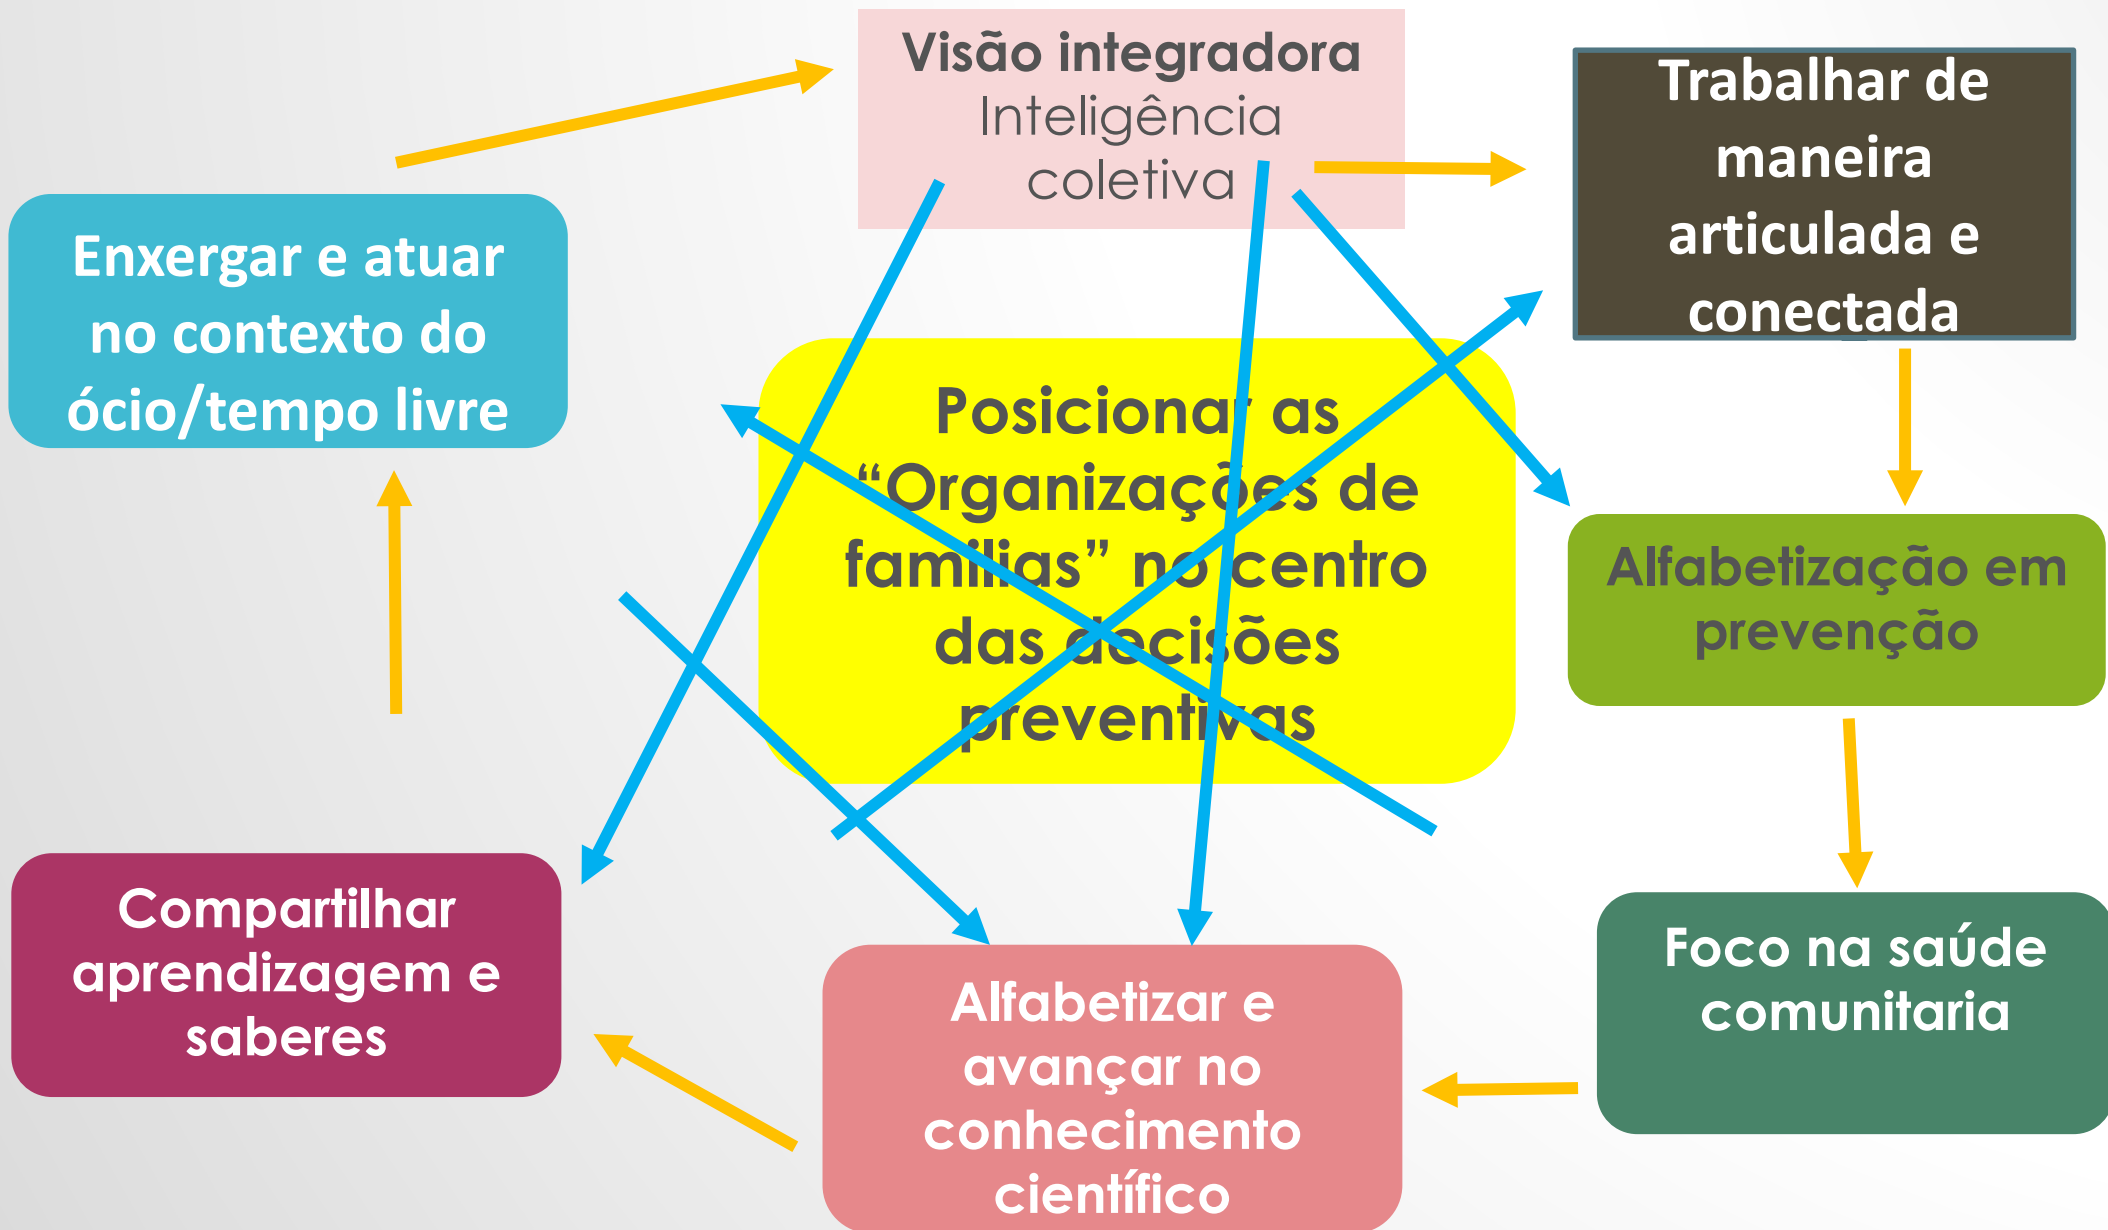 Visão integradora
Inteligência
coletiva
Trabalhar de
maneira
articulada e
conectada
Enxergar e atuar
no contexto do
ócio/tempo livre
Posicionar as
“Organizações de
familias” no centro
das decisões
preventivas
Alfabetização em
prevenção
Compartilhar
aprendizagem e
saberes
Alfabetizar e
avançar no
conhecimento
científico
Foco na saúde
comunitaria